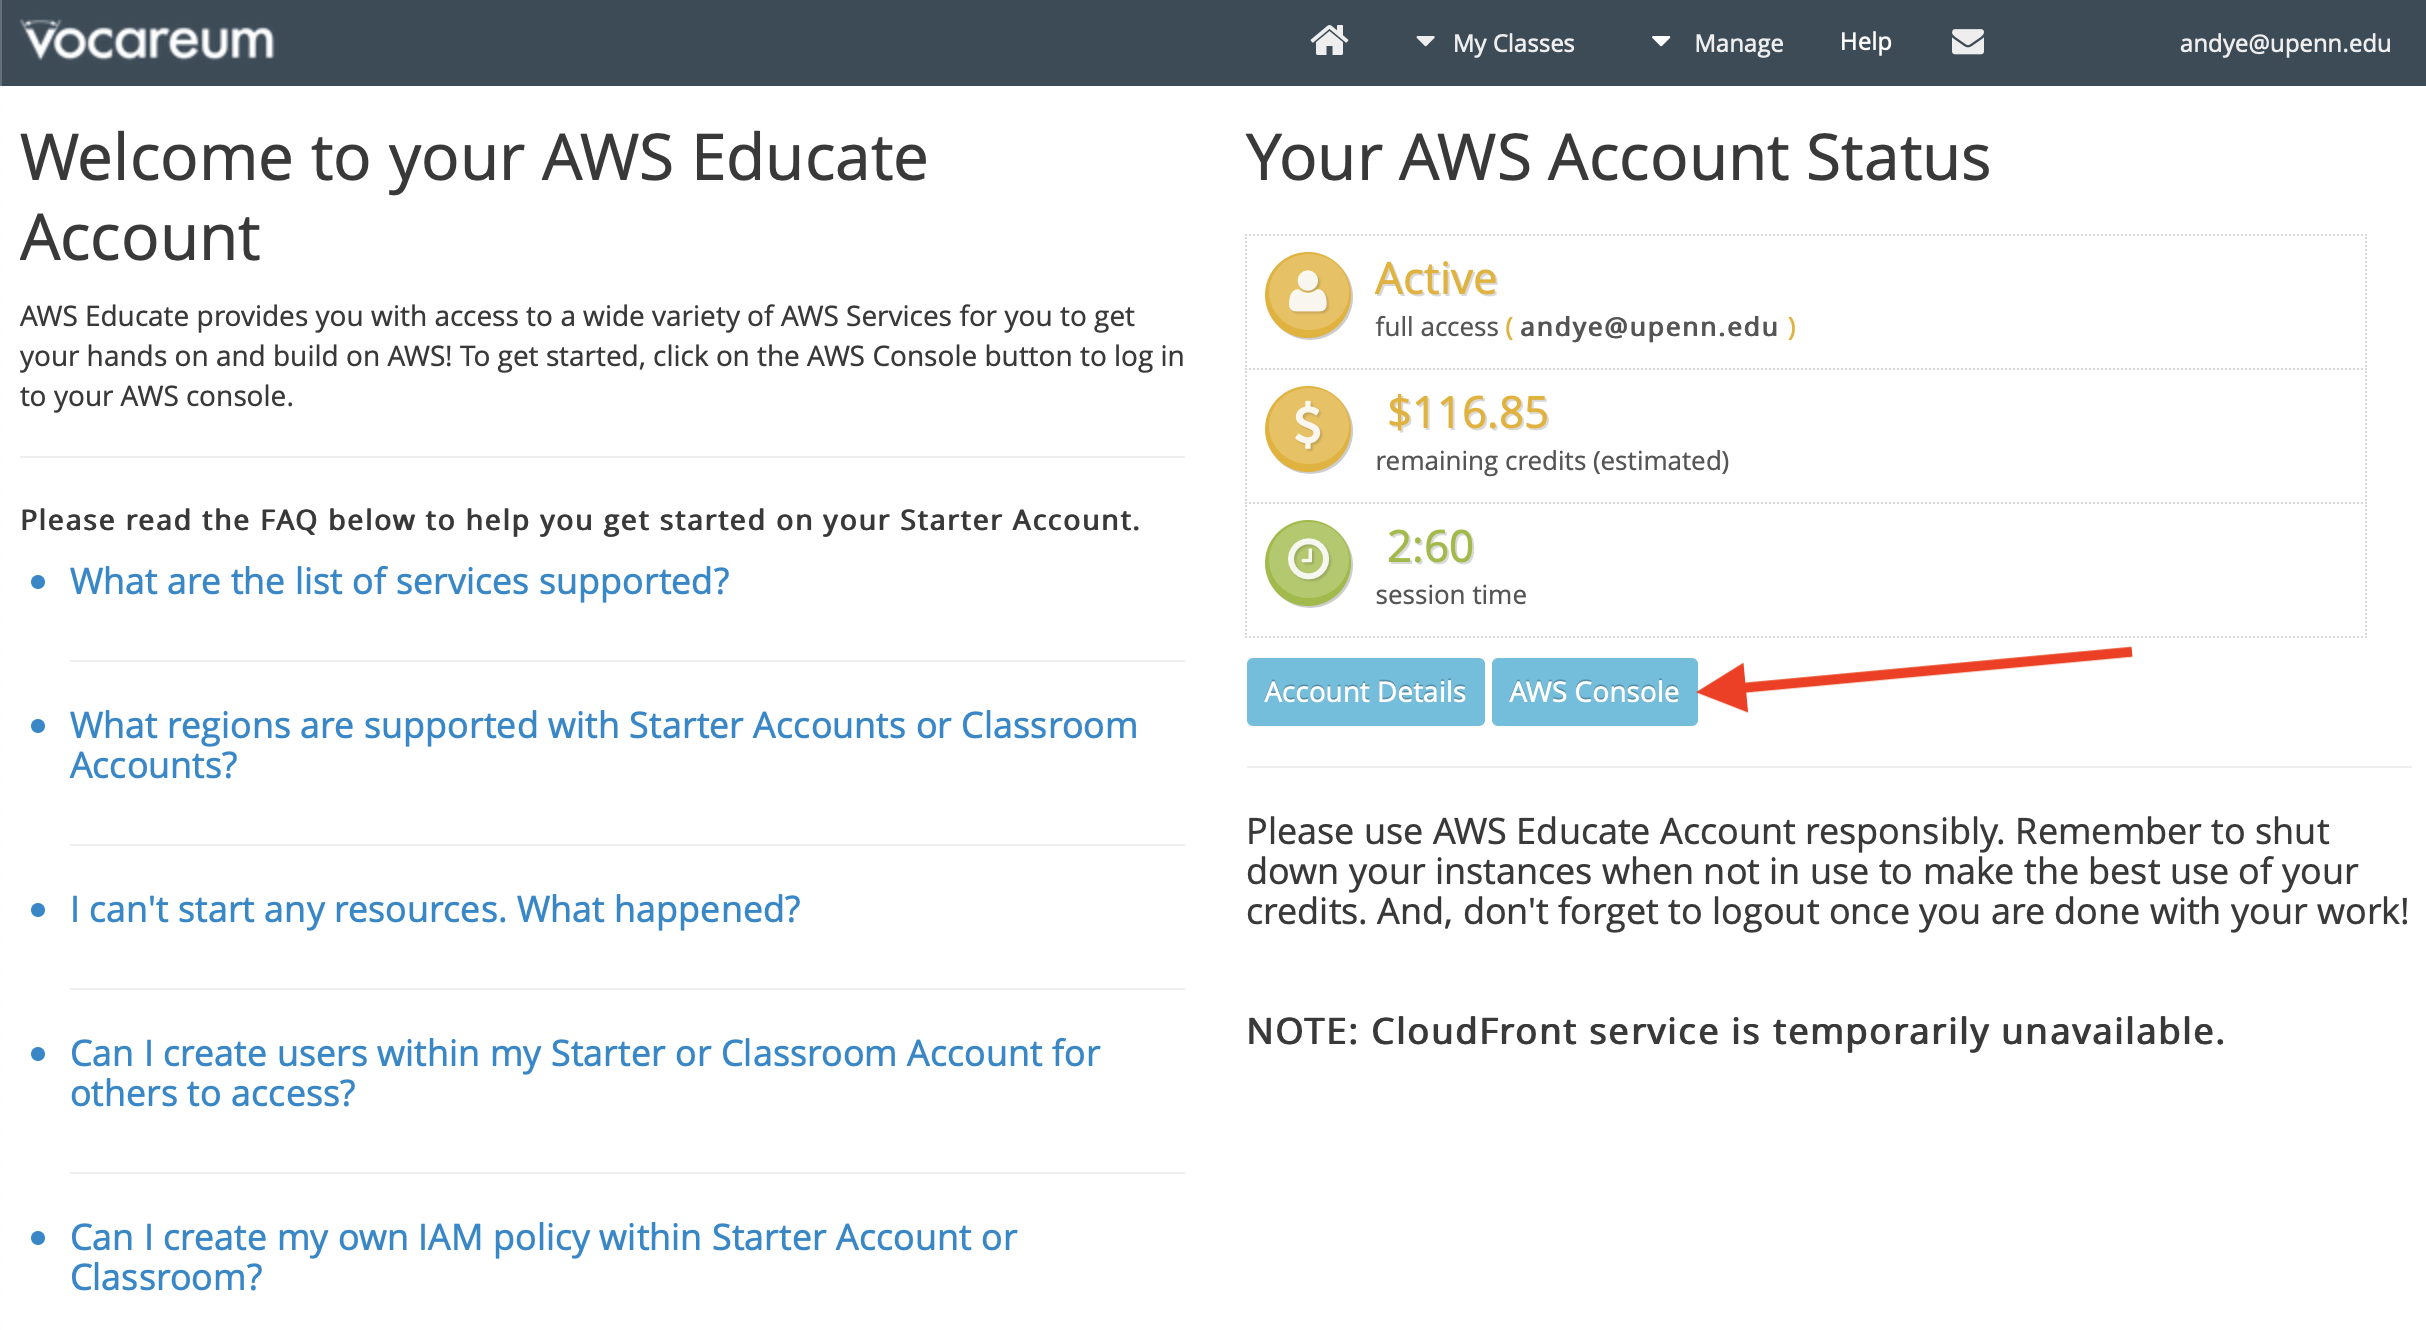 Vocareum
My Classes
Manage
Help
andye@upenn.edu
Welcome to your AWS Educate
Account
AWS Educate provides you with access to a wide variety of AWS Services for you to get
your hands on and build on AWS! To get started, click on the AWS Console button to log in
to your AWS console.
Please read the FAQ below to help you get started on your Starter Account.
• What are the list of services supported?
• What regions are supported with Starter Accounts or Classroom
Accounts?
• I can't start any resources. What happened?
• Can I create users within my Starter or Classroom Account for
others to access?
• Can I create my own IAM policy within Starter Account or
Classroom?
Your AWS Account Status
Active
full access ( andye@upenn.edu )
$
$116.85
remaining credits (estimated)
2:60
session time
Account Details
AWS Console
Please use AWS Educate Account responsibly. Remember to shut
down your instances when not in use to make the best use of your
credits. And, don't forget to logout once you are done with your work!
NOTE: CloudFront service is temporarily unavailable.